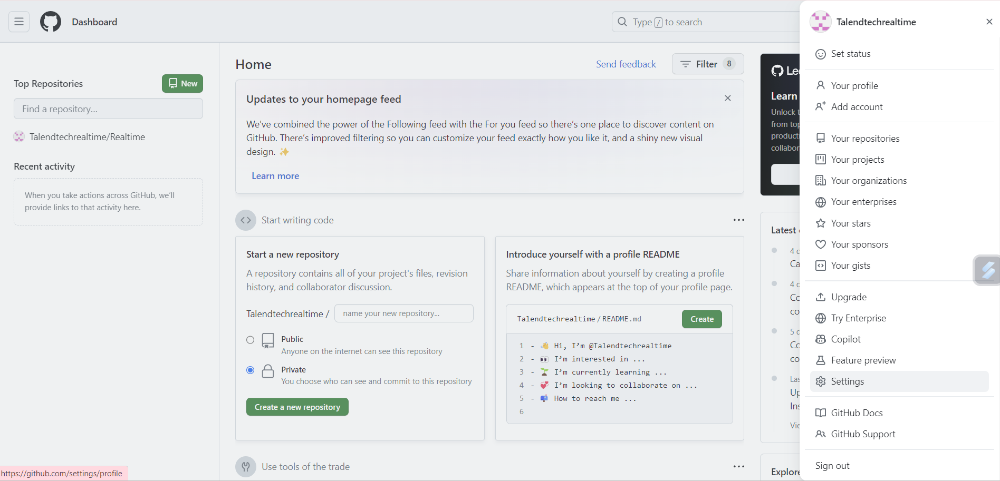 Dashboard
Type / to search
Top Repositories
New
Find a repository...
Talendtechrealtime/Realtime
Recent activity
When you take actions across GitHub, we'll
provide links to that activity here.
Home
Send feedback
Filter 8
Updates to your homepage feed
We've combined the power of the Following feed with the For you feed so there's one place to discover content on
GitHub. There's improved filtering so you can customize your feed exactly how you like it, and a shiny new visual
design. ✨
Learn more
Start writing code
Start a new repository
A repository contains all of your project's files, revision
history, and collaborator discussion.
Talendtechrealtime / name your new repository...
Public
Anyone on the internet can see this repository
Private
You choose who can see and commit to this repository
Create a new repository
Introduce yourself with a profile README
Share information about yourself by creating a profile
README, which appears at the top of your profile page.
Talendtechrealtime / README.md
Create
1 - 👋 Hi, I'm @Talendtechrealtime
2 - 👀 I'm interested in ...
3 - 🌱 I'm currently learning ...
4 - 💞️ I'm looking to collaborate on ...
5 - 📫 How to reach me ...
6
Use tools of the trade
Learn
Unlock
from top
Latest
4
Ca
4
Co
co
5
Co
co
Las
Up
Ins
Vie
Explore
Talendtechrealtime
Set status
Your profile
Add account
Your repositories
Your projects
Your organizations
Your enterprises
Your stars
Your sponsors
Your gists
Upgrade
Try Enterprise
Copilot
Feature preview
Settings
GitHub Docs
GitHub Support
Sign out
https://github.com/settings/profile